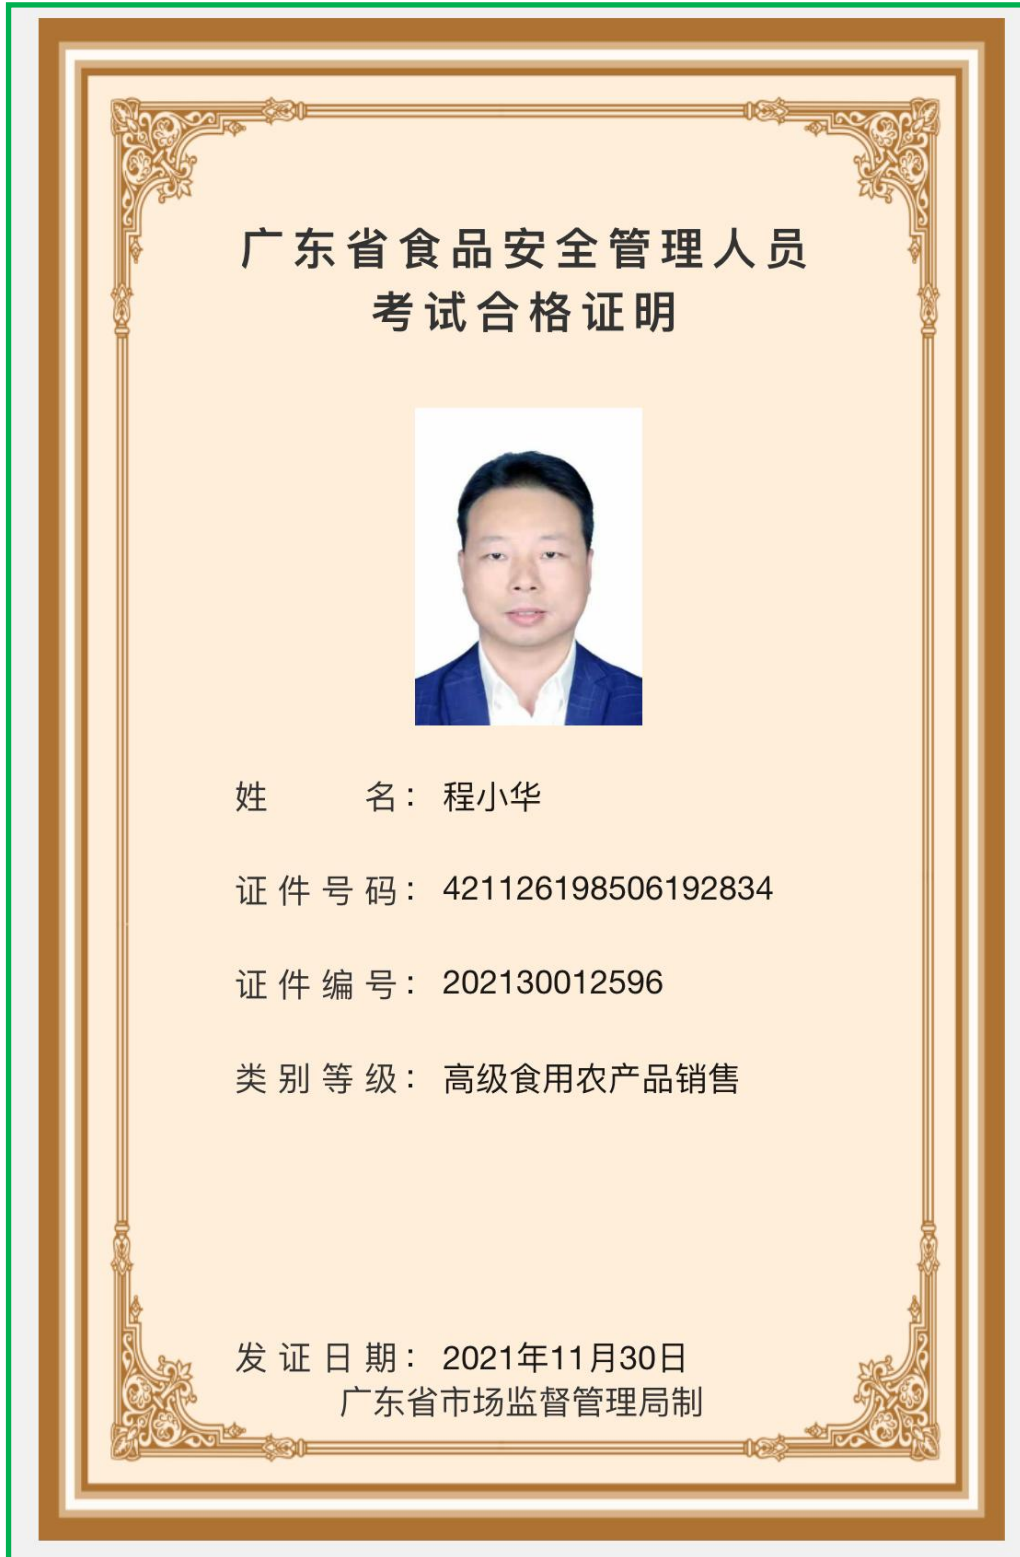 广东省食品安全管理人员
考试合格证明
姓名：程小华
证件号码：421126198506192834
证件编号：202130012596
类别等级：高级食用农产品销售
发证日期：2021年11月30日
广东省市场监督管理局制